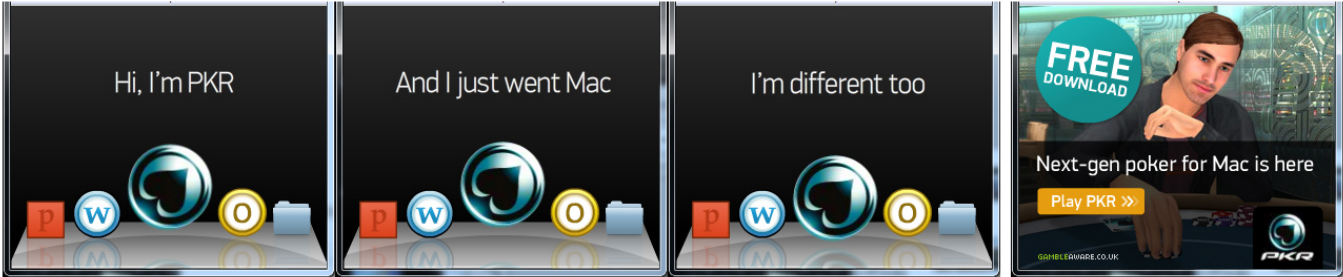 Hi, I'm PKR
p
w
O
And I just went Mac
p
w
O
I'm different too
p
w
O
FREE
DOWNLOAD
Next-gen poker for Mac is here
Play PKR >>
GAMBLEAWARE.CO.UK
PKR